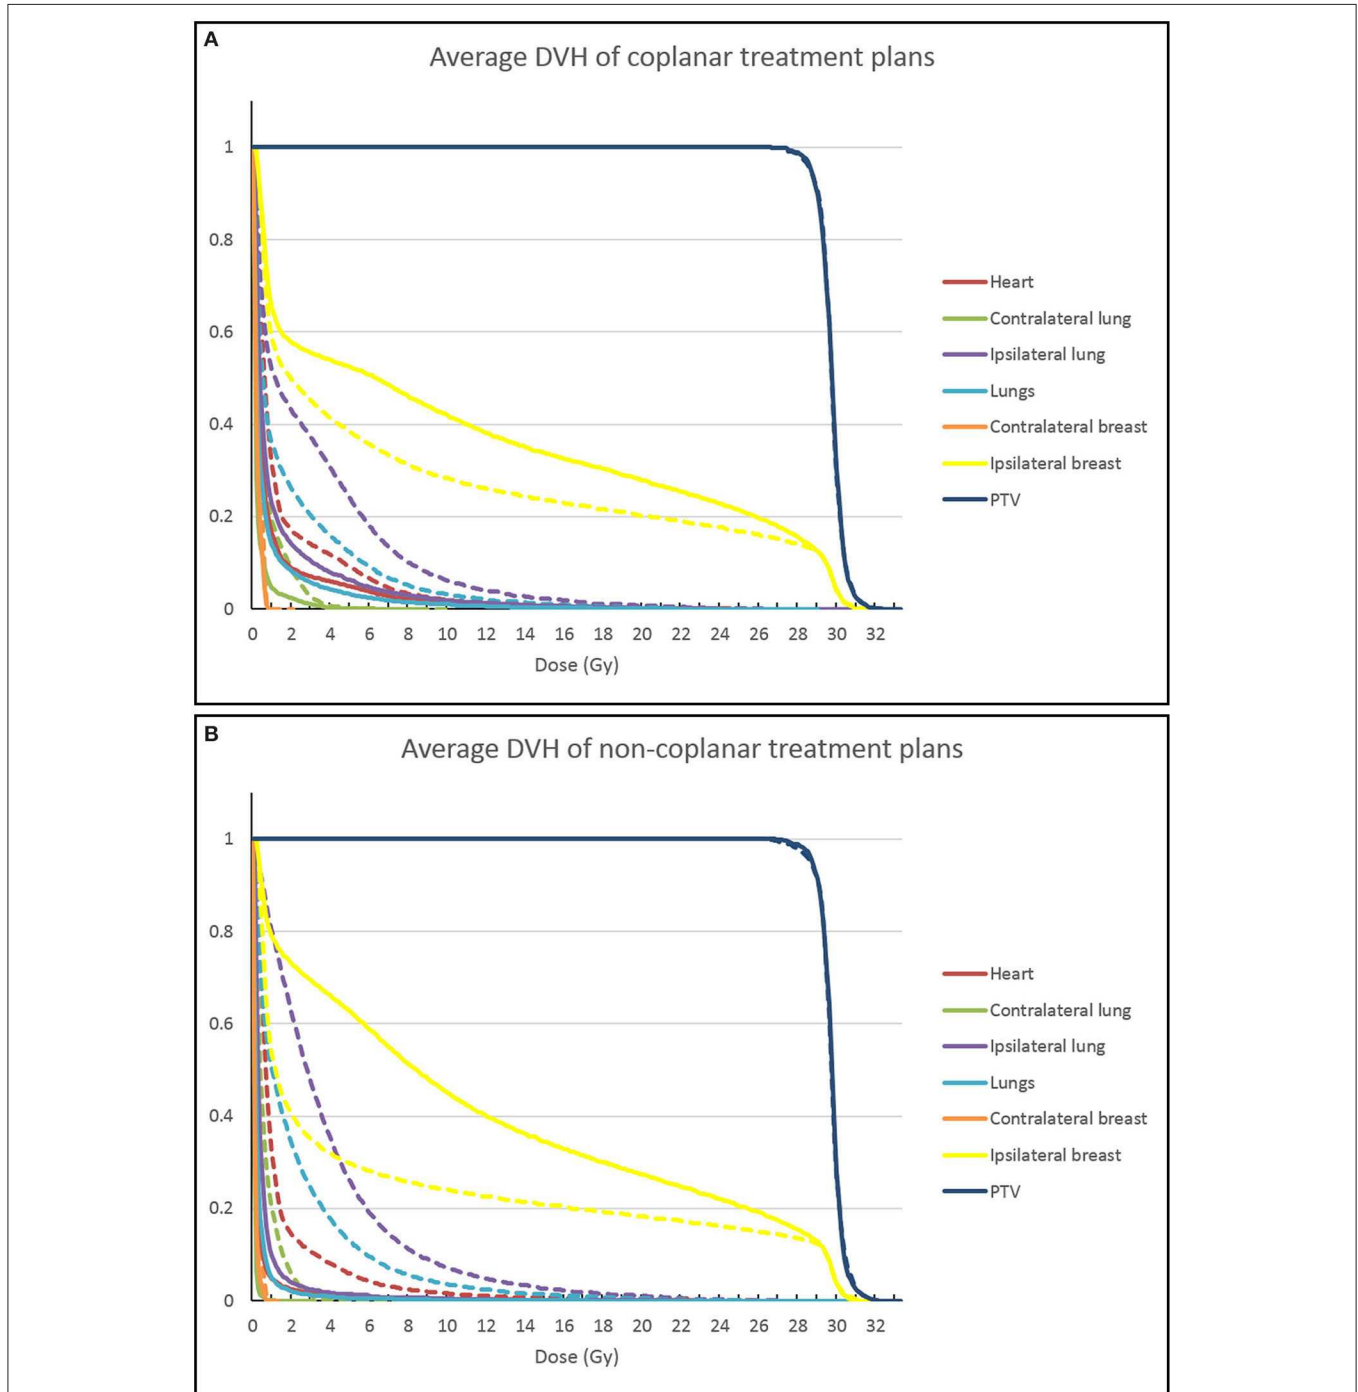 A
Average DVH of coplanar treatment plans
1
0.8
0.6
0.4
0.2
0
0 2 4 6 8 10 12 14 16 18 20 22 24 26 28 30 32
Dose (Gy)
Heart
Contralateral lung
Ipsilateral lung
Lungs
Contralateral breast
Ipsilateral breast
PTV
B
Average DVH of non-coplanar treatment plans
1
0.8
0.6
0.4
0.2
0
0 2 4 6 8 10 12 14 16 18 20 22 24 26 28 30 32
Dose (Gy)
Heart
Contralateral lung
Ipsilateral lung
Lungs
Contralateral breast
Ipsilateral breast
PTV